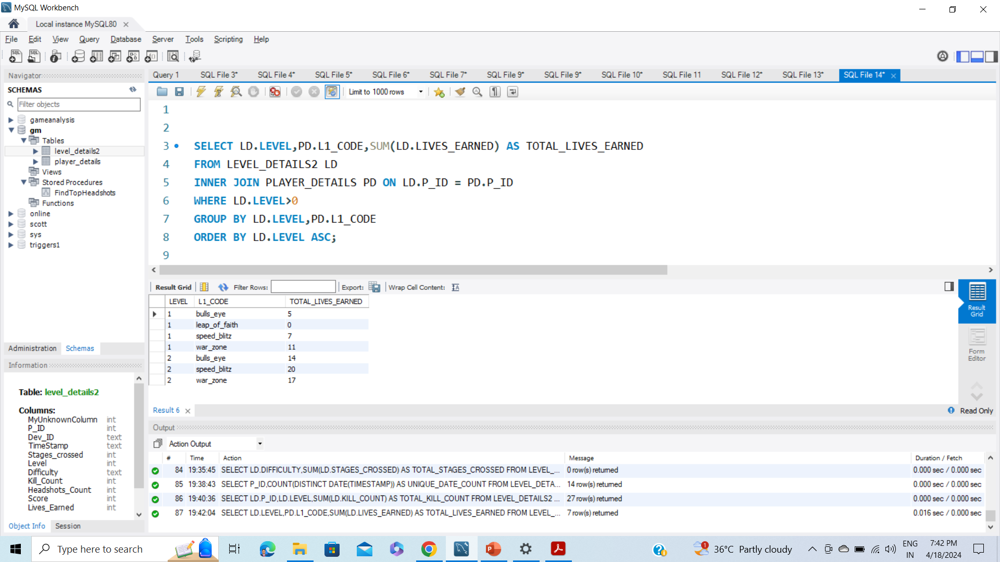 MySQL Workbench
Local instance MySQL80
File Edit View Query Database Server Tools Scripting Help
Navigator
SCHEMAS
Filter objects
gameanalysis
gm
Tables
level_details2
player_details
Views
Stored Procedures
FindTopHeadshots
Functions
online
scott
sys
triggers1
Administration Schemas
Information
Table: level_details2
Columns:
MyUnknownColumn int
P_ID int
Dev_ID text
TimeStamp text
Stages_crossed int
Level int
Difficulty text
Kill_Count int
Headshots_Count int
Score int
Lives_Earned int
Object Info Session
Query 1 SQL File 3* SQL File 4* SQL File 5* SQL File 6* SQL File 7* SQL File 9* SQL File 9* SQL File 10* SQL File 11 SQL File 12* SQL File 13* SQL File 14*
Limit to 1000 rows
1
2
3 SELECT LD.LEVEL,PD.L1_CODE,SUM(LD.LIVES_EARNED) AS TOTAL_LIVES_EARNED
4 FROM LEVEL_DETAILS2 LD
5 INNER JOIN PLAYER_DETAILS PD ON LD.P_ID = PD.P_ID
6 WHERE LD.LEVEL>0
7 GROUP BY LD.LEVEL,PD.L1_CODE
8 ORDER BY LD.LEVEL ASC;
9
Result Grid Filter Rows: Export: Wrap Cell Content:
LEVEL L1_CODE TOTAL_LIVES_EARNED
1 bulls_eye 5
1 leap_of_faith 0
1 speed_blitz 7
1 war_zone 11
2 bulls_eye 14
2 speed_blitz 20
2 war_zone 17
Result
Grid
Form
Editor
Result 6
Read Only
Output
Action Output
# Time Action Message Duration / Fetch
84 19:35:45 SELECT LD.DIFFICULTY,SUM(LD.STAGES_CROSSED) AS TOTAL_STAGES_CROSSED FROM LEVEL_... 0 row(s) returned 0.000 sec / 0.000 sec
85 19:38:43 SELECT P_ID,COUNT(DISTINCT DATE(TIMESTAMP)) AS UNIQUE_DATE_COUNT FROM LEVEL_DETA... 14 row(s) returned 0.000 sec / 0.000 sec
86 19:40:36 SELECT LD.P_ID,LD.LEVEL,SUM(LD.KILL_COUNT) AS TOTAL_KILL_COUNT FROM LEVEL_DETAILS2 ... 27 row(s) returned 0.000 sec / 0.000 sec
87 19:42:04 SELECT LD.LEVEL,PD.L1_CODE,SUM(LD.LIVES_EARNED) AS TOTAL_LIVES_EARNED FROM LEVEL_... 7 row(s) returned 0.016 sec / 0.000 sec
Type here to search
1
36°C Partly cloudy
ENG
IN
7:42 PM
4/18/2024